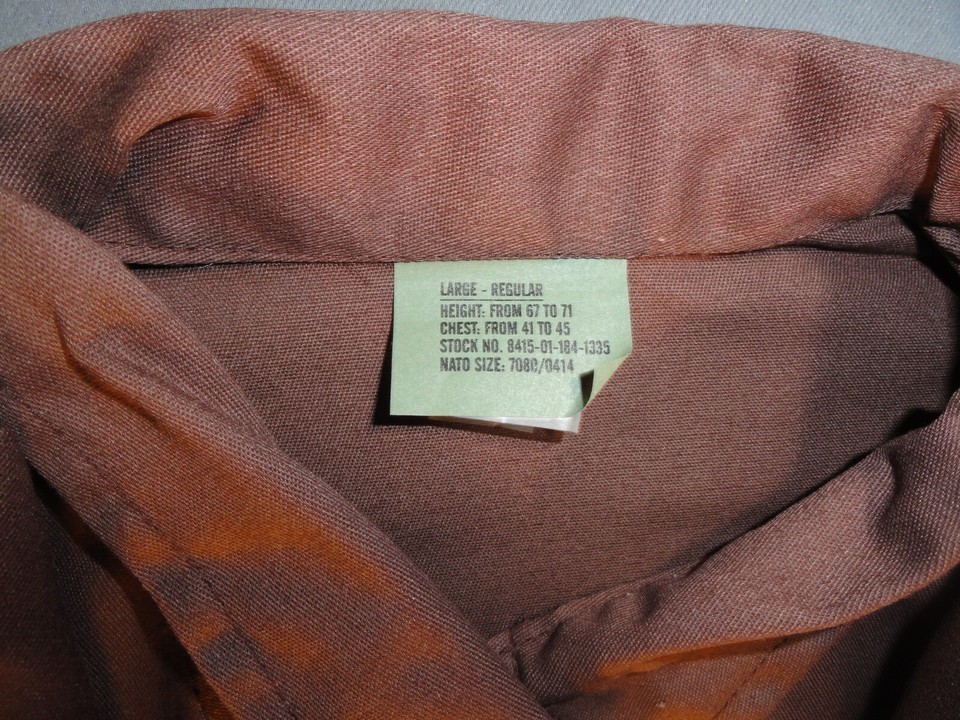 LARGE - REGULAR
HEIGHT: FROM 67 TO 71
CHEST: FROM 41 TO 45
STOCK NO. 8415-01-184-1335
NATO SIZE: 7080/0414